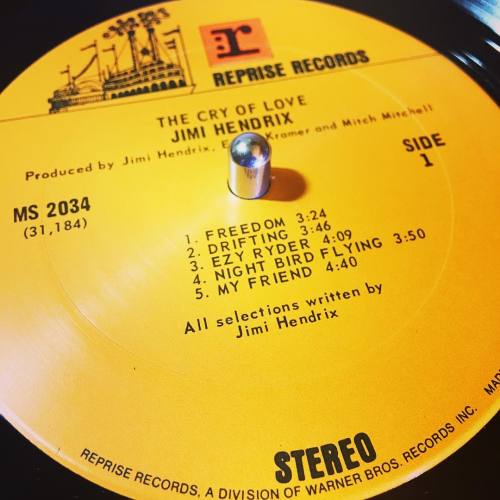 r
REPRISE RECORDS
THE CRY OF LOVE
JIMI HENDRIX
Produced by Jimi Hendrix, Kramer and Mitch Mitchell
MS 2034
(31,184)
SIDE
1
1. FREEDOM 3:24
2. DRIFTING 3:46
3. EZY RYDER 4:09
4. NIGHT BIRD FLYING 3:50
5. MY FRIEND 4:40
All selections written by
Jimi Hendrix
STEREO
REPRISE RECORDS, A DIVISION OF WARNER BROS. RECORDS INC.